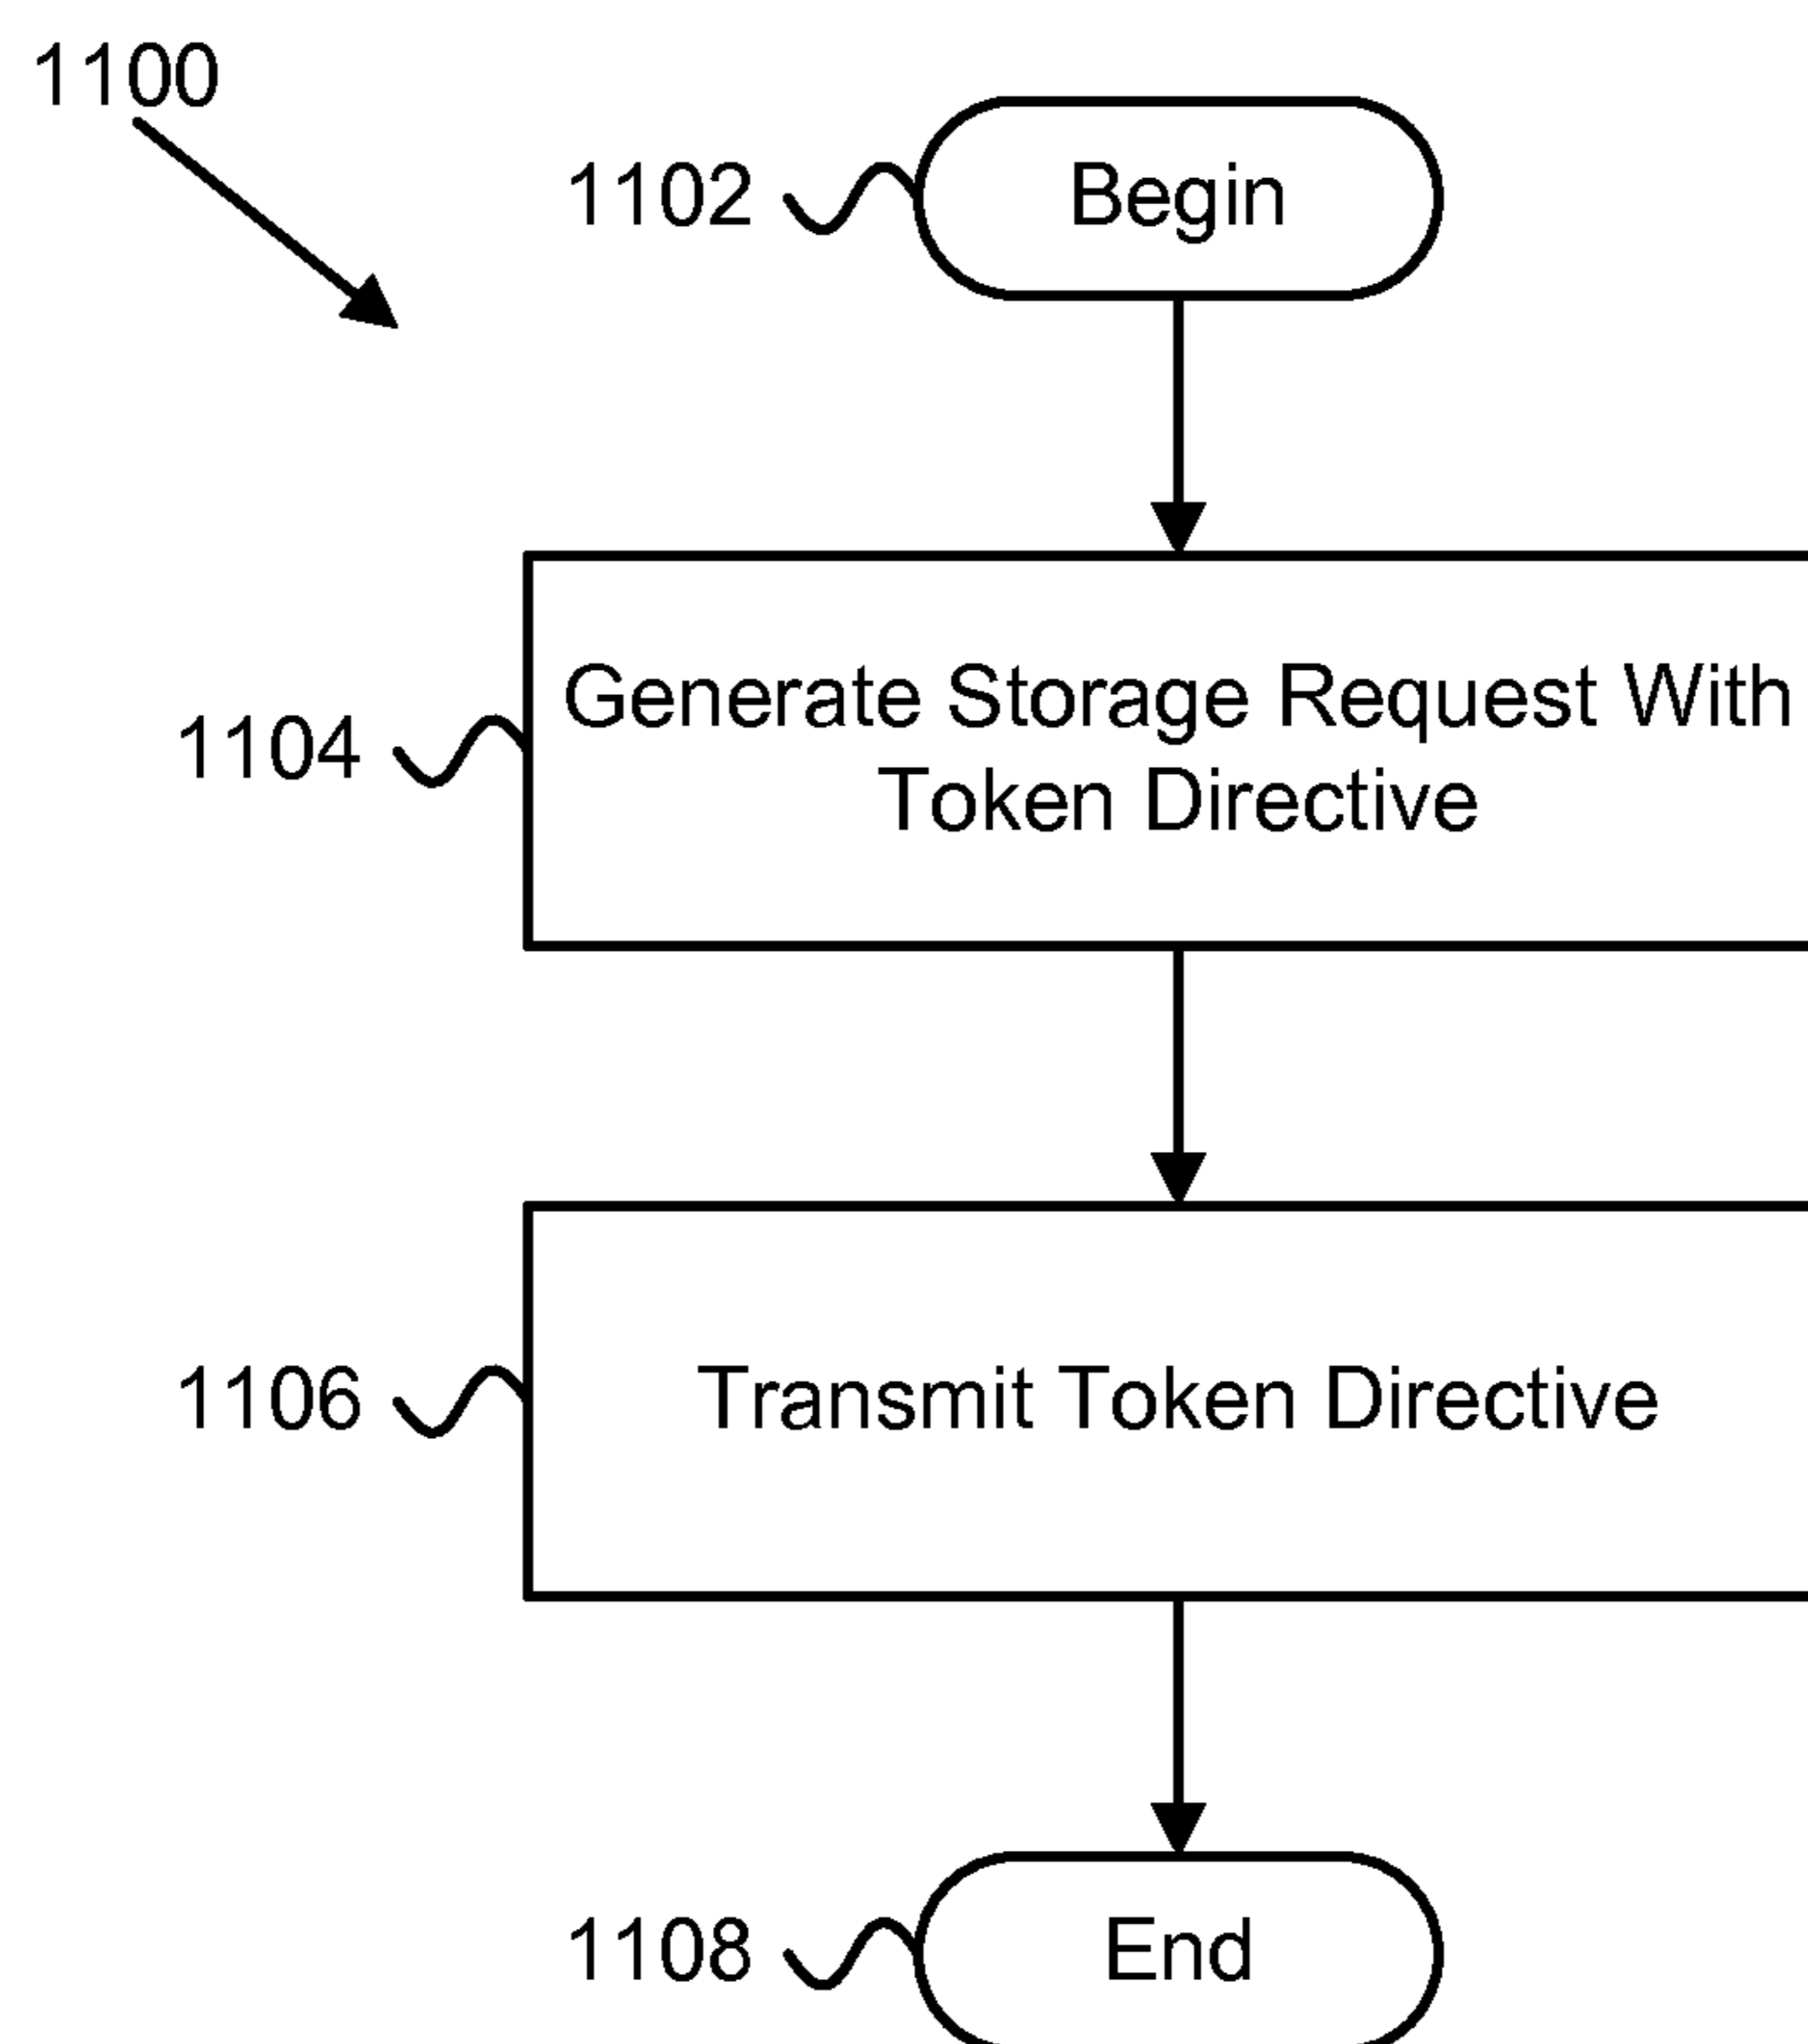 1100
1102
Begin
1104
Generate Storage Request With
Token Directive
1106
Transmit Token Directive
1108
End